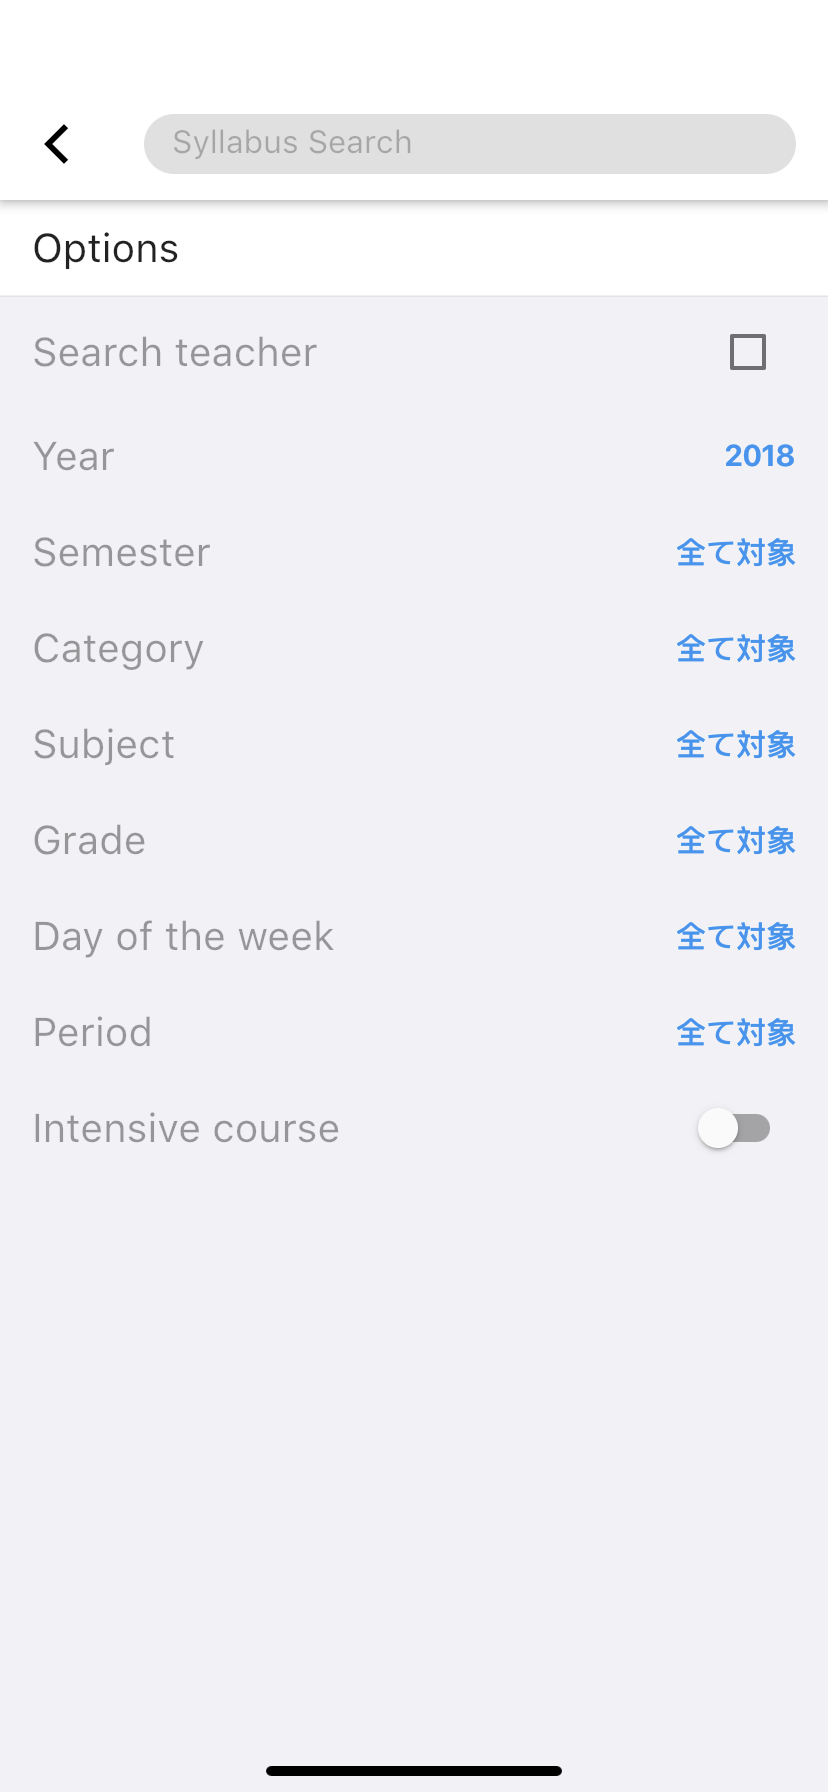 Syllabus Search
Options
Search teacher
Year 2018
Semester 全て対象
Category 全て対象
Subject 全て対象
Grade 全て対象
Day of the week 全て対象
Period 全て対象
Intensive course